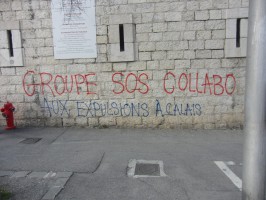 GROUPE SOS COLLABO
AUX EXPULSIONS À CALAIS